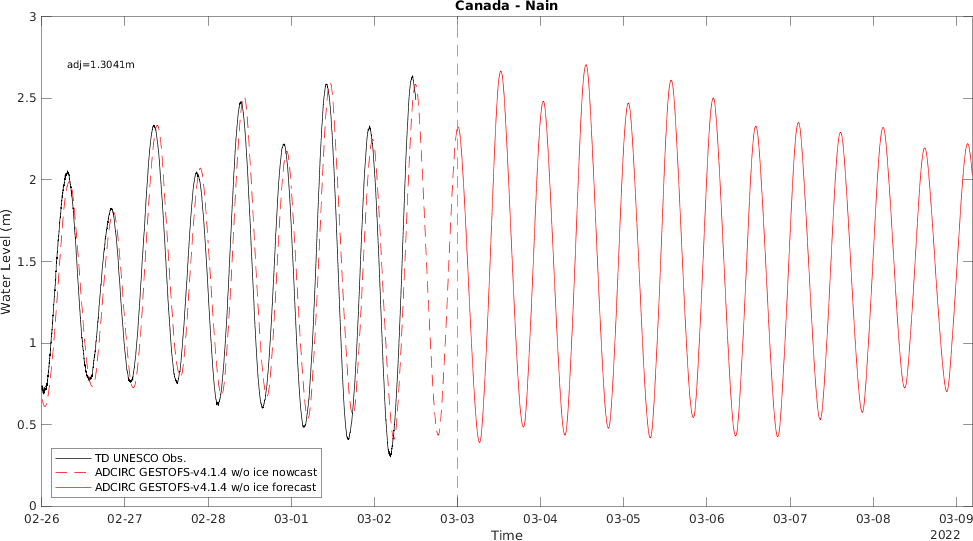 Canada - Nain
adj=1.3041m
3
2.5
2
1.5
1
0.5
0
Water Level (m)
TD UNESCO Obs.
ADCIRC GESTOFS-v4.1.4 w/o ice nowcast
ADCIRC GESTOFS-v4.1.4 w/o ice forecast
02-26 02-27 02-28 03-01 03-02 03-03 03-04 03-05 03-06 03-07 03-08 03-09
Time
2022